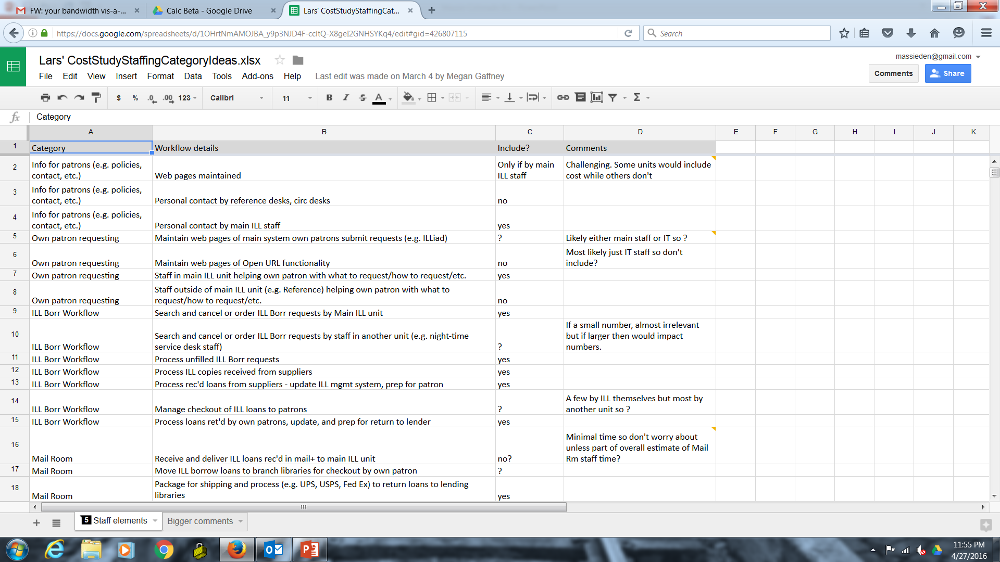 FW: your bandwidth vis-a-...
Calc Beta - Google Drive
Lars' CostStudyStaffingCat...
https://docs.google.com/spreadsheets/d/1OHrtNmAMOJBA_y9p3NJD4F-ccltQ-X8geI2GNHSYKq4/edit#gid=426807115
Search
Lars' CostStudyStaffingCategoryIdeas.xlsx
massieden@gmail.com
File Edit View Insert Format Data Tools Add-ons Help Last edit was made on March 4 by Megan Gaffney
Comments Share
$ % .0 .00 123 Calibri 11 B I S A Σ
fx Category
A B C D E F G H I J K
1 Category Workflow details Include? Comments
2 Info for patrons (e.g. policies, contact, etc.) Web pages maintained Only if by main ILL staff Challenging. Some units would include cost while others don't
3 Info for patrons (e.g. policies, contact, etc.) Personal contact by reference desks, circ desks no
4 Info for patrons (e.g. policies, contact, etc.) Personal contact by main ILL staff yes
5 Own patron requesting Maintain web pages of main system own patrons submit requests (e.g. ILLiad) ? Likely either main staff or IT so ?
6 Own patron requesting Maintain web pages of Open URL functionality no Most likely just IT staff so don't include?
7 Own patron requesting Staff in main ILL unit helping own patron with what to request/how to request/etc. yes
8 Own patron requesting Staff outside of main ILL unit (e.g. Reference) helping own patron with what to request/how to request/etc. no
9 ILL Borr Workflow Search and cancel or order ILL Borr requests by Main ILL unit yes
10 ILL Borr Workflow Search and cancel or order ILL Borr requests by staff in another unit (e.g. night-time service desk staff) ? If a small number, almost irrelevant but if larger then would impact numbers.
11 ILL Borr Workflow Process unfilled ILL Borr requests yes
12 ILL Borr Workflow Process ILL copies received from suppliers yes
13 ILL Borr Workflow Process rec'd loans from suppliers - update ILL mgmt system, prep for patron yes
14 ILL Borr Workflow Manage checkout of ILL loans to patrons ? A few by ILL themselves but most by another unit so ?
15 ILL Borr Workflow Process loans ret'd by own patrons, update, and prep for return to lender yes
16 Mail Room Receive and deliver ILL loans rec'd in mail+ to main ILL unit no? Minimal time so don't worry about unless part of overall estimate of Mail Rm staff time?
17 Mail Room Move ILL borrow loans to branch libraries for checkout by own patron ?
18 Mail Room Package for shipping and process (e.g. UPS, USPS, Fed Ex) to return loans to lending libraries yes
5 Staff elements Bigger comments
11:55 PM
4/27/2016